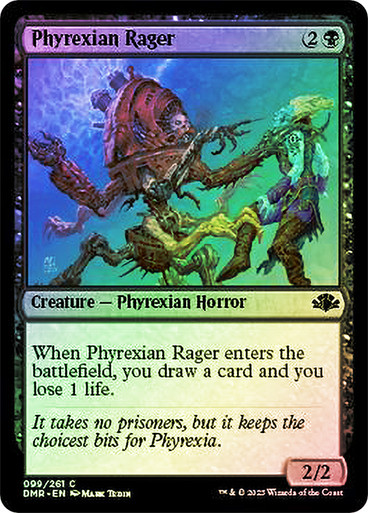 Phyrexian Rager 2
Creature — Phyrexian Horror
When Phyrexian Rager enters the
battlefield, you draw a card and you
lose 1 life.
It takes no prisoners, but it keeps the
choicest bits for Phyrexia.
2/2
099/261 C
DMR • EN Mark Tedin
™ & © 2023 Wizards of the Coast